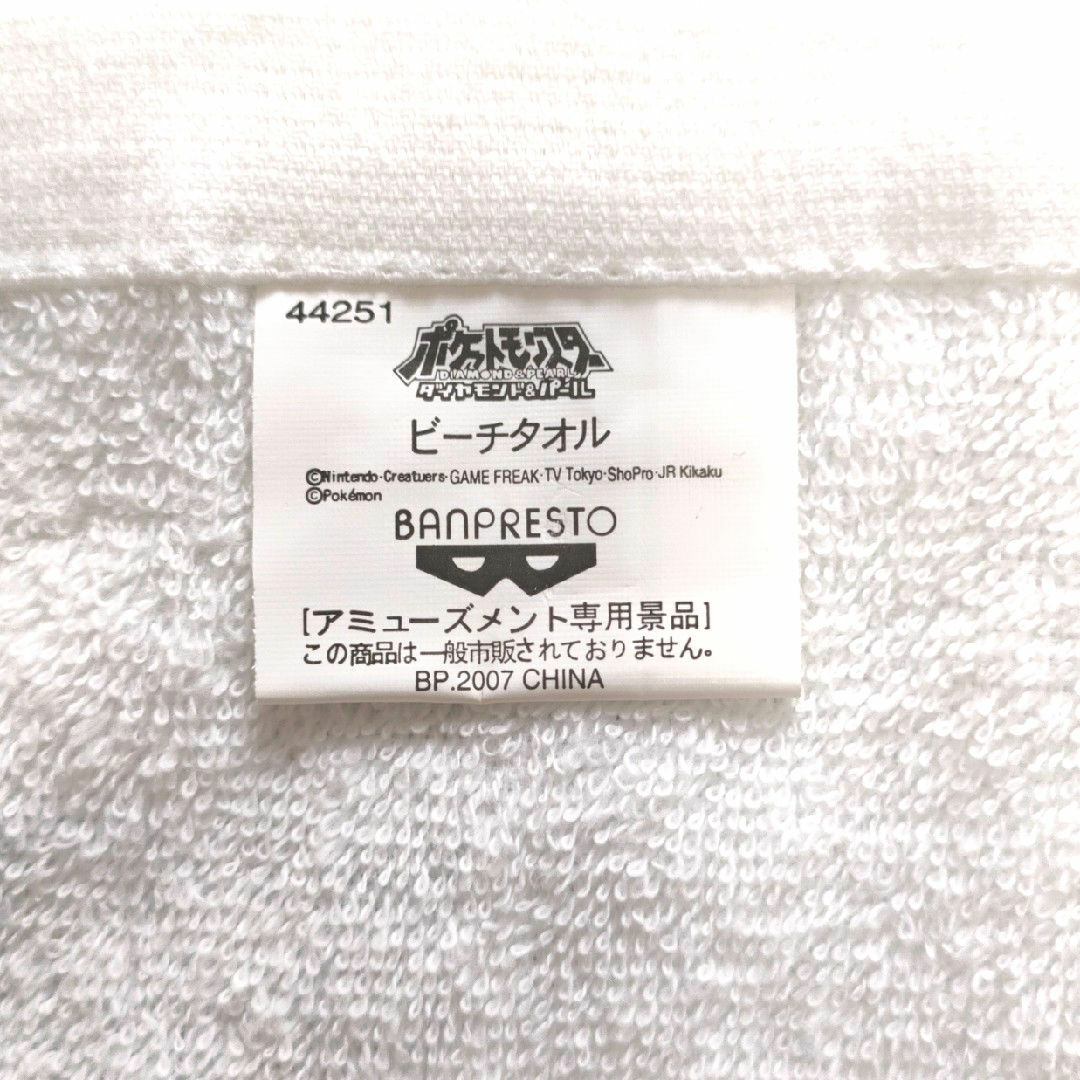 44251
ポケットモンスター
DIAMOND & PEARL
ダイヤモンド&パール
ビーチタオル
©Nintendo・Creatuers・GAME FREAK・TV Tokyo・ShoPro・JR Kikaku
©Pokémon
BANPRESTO
[アミューズメント専用景品]
この商品は一般市販されておりません。
BP.2007 CHINA